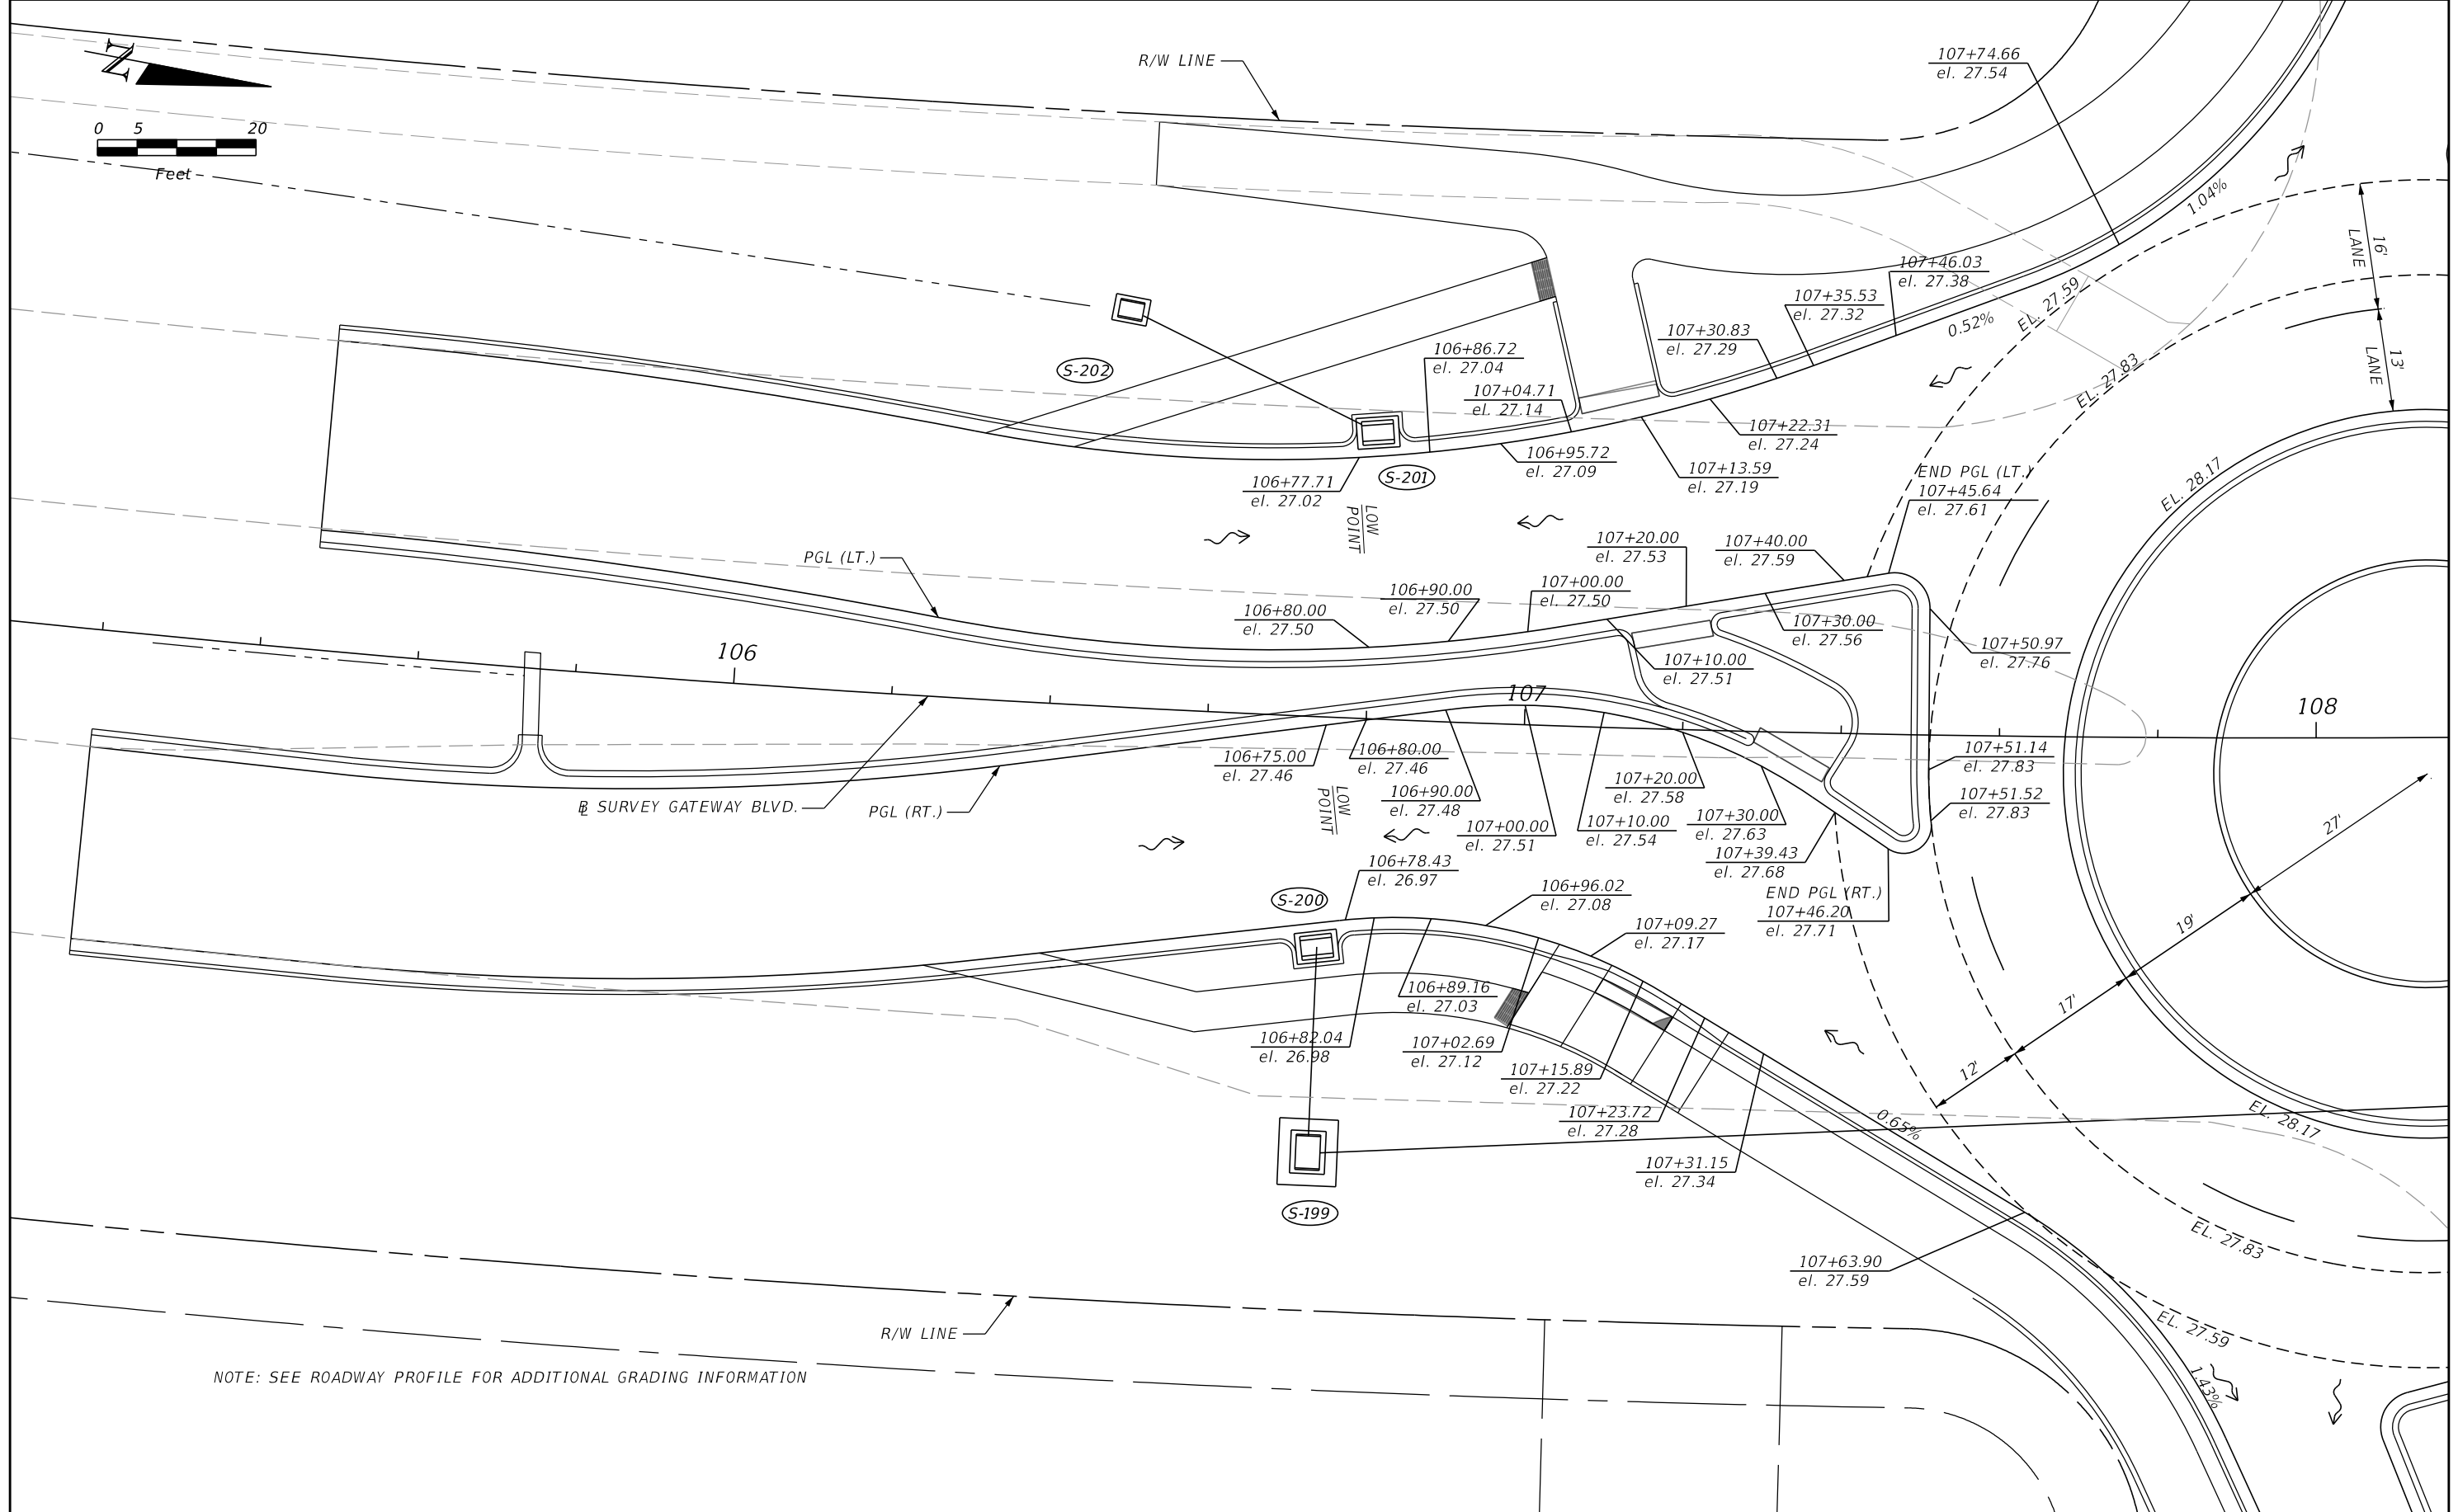 N
0 5 20
Feet
R/W LINE
107+74.66
el. 27.54
1.04%
16'
LANE
13'
LANE
107+46.03
el. 27.38
107+35.53
el. 27.32
107+30.83
el. 27.29
0.52%
EL. 27.59
EL. 27.83
S-202
106+86.72
el. 27.04
107+04.71
el. 27.14
107+22.31
el. 27.24
106+95.72
el. 27.09
107+13.59
el. 27.19
S-201
106+77.71
el. 27.02
LOW
POINT
END PGL (LT.)
107+45.64
el. 27.61
EL. 28.17
PGL (LT.)
107+20.00
el. 27.53
107+40.00
el. 27.59
106+90.00
el. 27.50
107+00.00
el. 27.50
106+80.00
el. 27.50
107+30.00
el. 27.56
107+50.97
el. 27.76
107+10.00
el. 27.51
106
107
108
106+75.00
el. 27.46
106+80.00
el. 27.46
107+51.14
el. 27.83
107+20.00
el. 27.58
106+90.00
el. 27.48
107+51.52
el. 27.83
BL SURVEY GATEWAY BLVD.
PGL (RT.)
LOW
POINT
107+00.00
el. 27.51
107+10.00
el. 27.54
107+30.00
el. 27.63
107+39.43
el. 27.68
27'
19'
17'
12'
106+78.43
el. 26.97
S-200
106+96.02
el. 27.08
END PGL (RT.)
107+46.20
el. 27.71
107+09.27
el. 27.17
106+89.16
el. 27.03
106+82.04
el. 26.98
107+02.69
el. 27.12
107+15.89
el. 27.22
107+23.72
el. 27.28
0.65%
EL. 28.17
107+31.15
el. 27.34
S-199
EL. 27.83
107+63.90
el. 27.59
EL. 27.59
R/W LINE
1.43%
NOTE: SEE ROADWAY PROFILE FOR ADDITIONAL GRADING INFORMATION